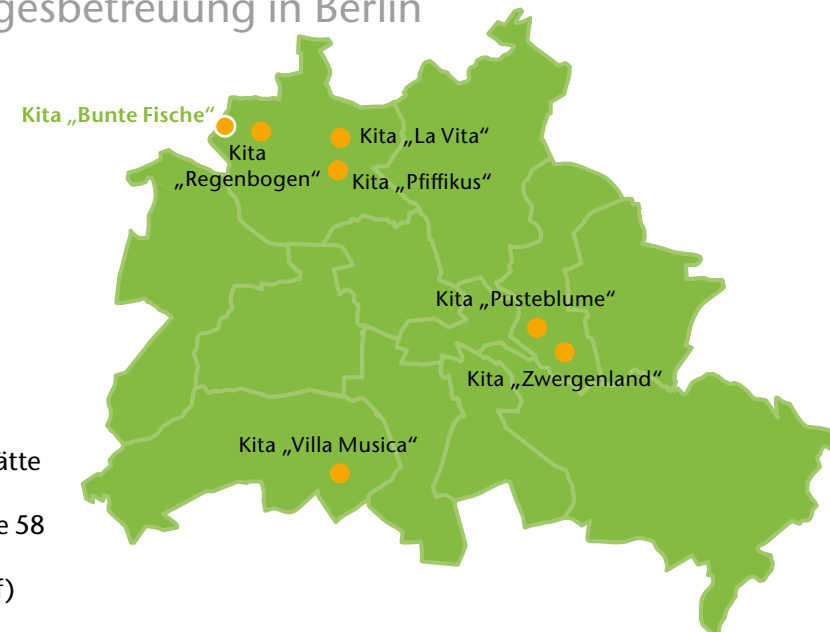 gesbetreuung in Berlin
Kita „Bunte Fische“
Kita „La Vita“
Kita
„Regenbogen“
Kita „Pfiffikus“
Kita „Pusteblume“
Kita „Zwergenland“
Kita „Villa Musica“
ätte
e 58
f)